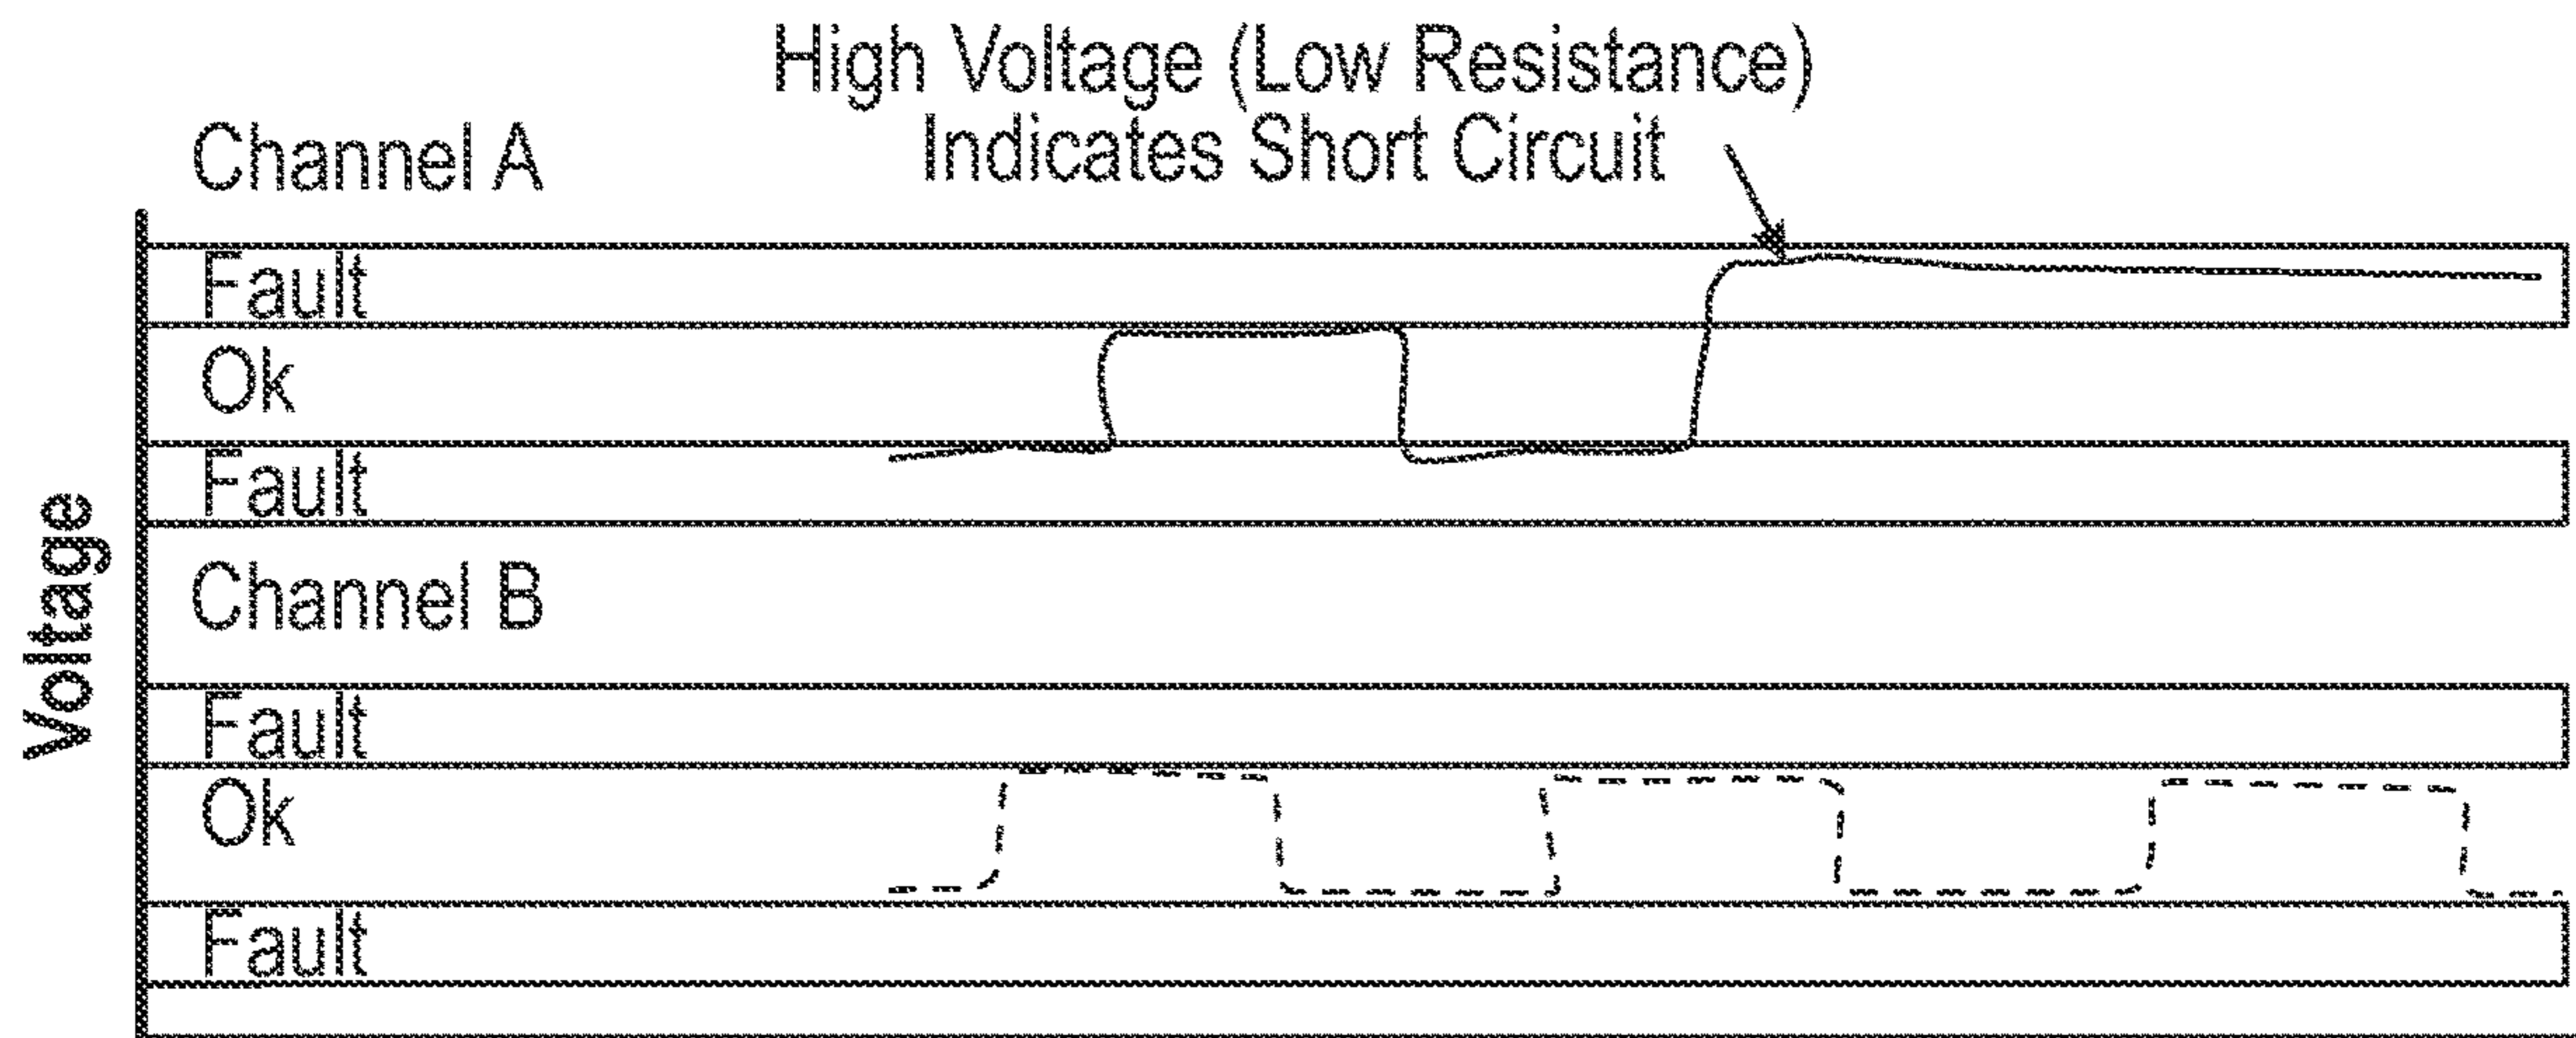 High Voltage (Low Resistance)
Indicates Short Circuit
Channel A
Fault
Ok
Fault
Voltage
Channel B
Fault
Ok
Fault